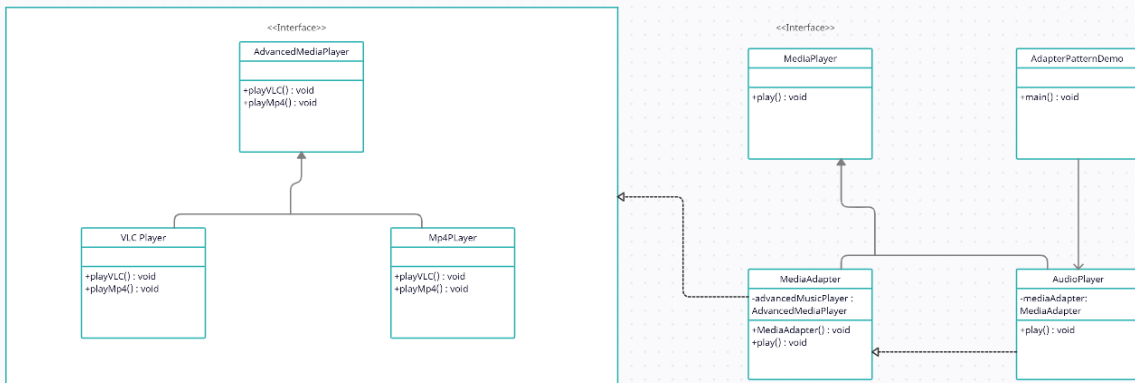 <<Interface>>
AdvancedMediaPlayer
+playVLC() : void
+playMp4() : void
VLC Player
+playVLC() : void
+playMp4() : void
Mp4PLayer
+playVLC() : void
+playMp4() : void
<<Interface>>
MediaPlayer
+play() : void
AdapterPatternDemo
+main() : void
MediaAdapter
-advancedMusicPlayer :
AdvancedMediaPlayer
+MediaAdapter() : void
+play() : void
AudioPlayer
-mediaAdapter:
MediaAdapter
+play() : void